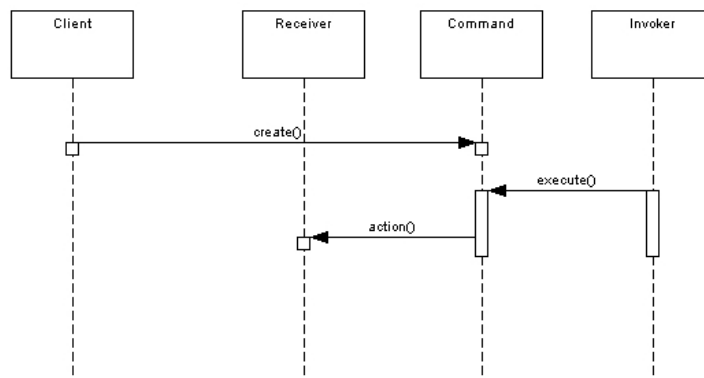 Client
Receiver
Command
Invoker
create()
execute()
action()